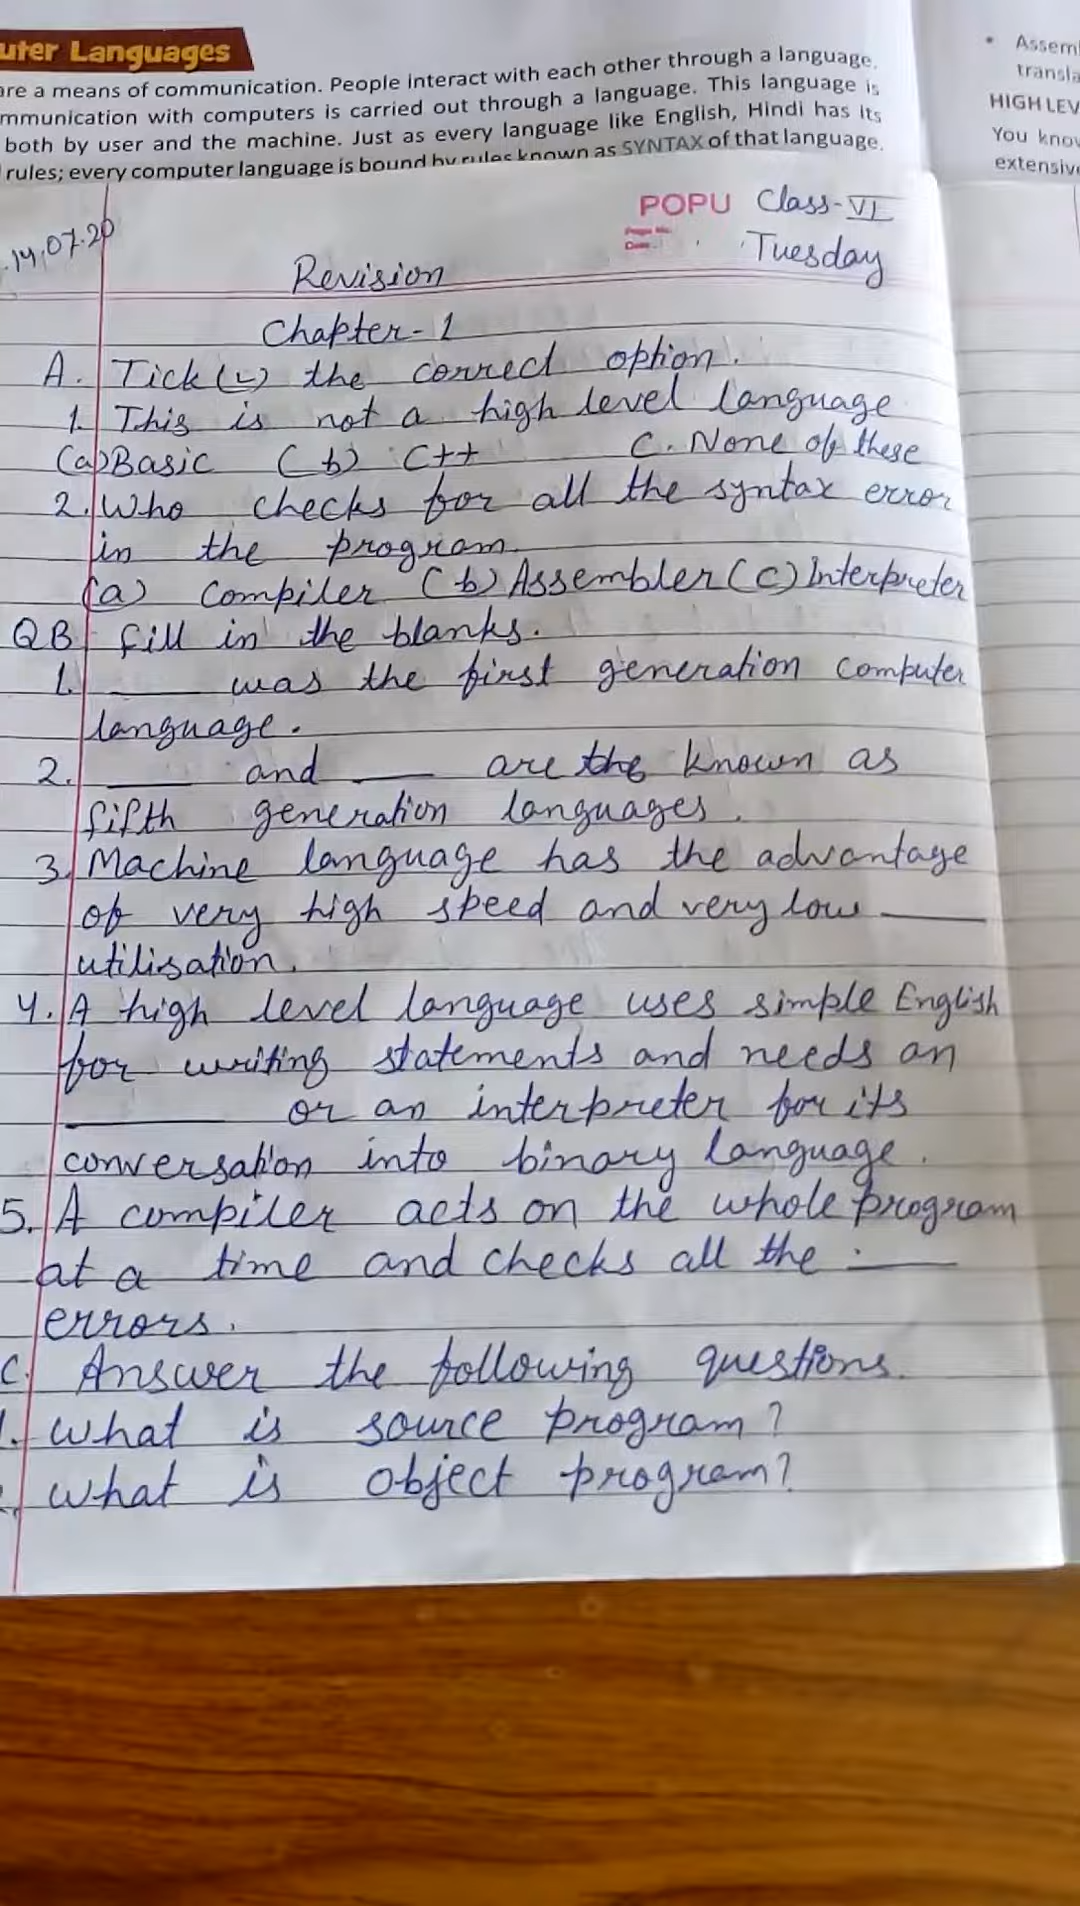 uter Languages
are a means of communication. People interact with each other through a language.
mmunication with computers is carried out through a language. This language is
both by user and the machine. Just as every language like English, Hindi has its
rules; every computer language is bound by rules known as SYNTAX of that language.
Assem
transla
HIGH LEV
You know
extensive
POPU Class-VI
14.07.20
Tuesday
Revision
Chapter-1
A. Tick (✓) the correct option.
1. This is not a high level language
(a) Basic (b) C++ C. None of these
2. Who checks for all the syntax error
in the program.
(a) Compiler (b) Assembler (c) Interpreter
QB fill in the blanks.
1. ____ was the first generation computer
language.
2. ____ and ____ are the known as
fifth generation languages.
3. Machine language has the advantage
of very high speed and very low ____
utilisation.
4. A high level language uses simple English
for writing statements and needs an
____ or an interpreter for its
conversation into binary language.
5. A compiler acts on the whole program
at a time and checks all the ____
errors.
C. Answer the following questions.
1. What is source program?
What is object program?